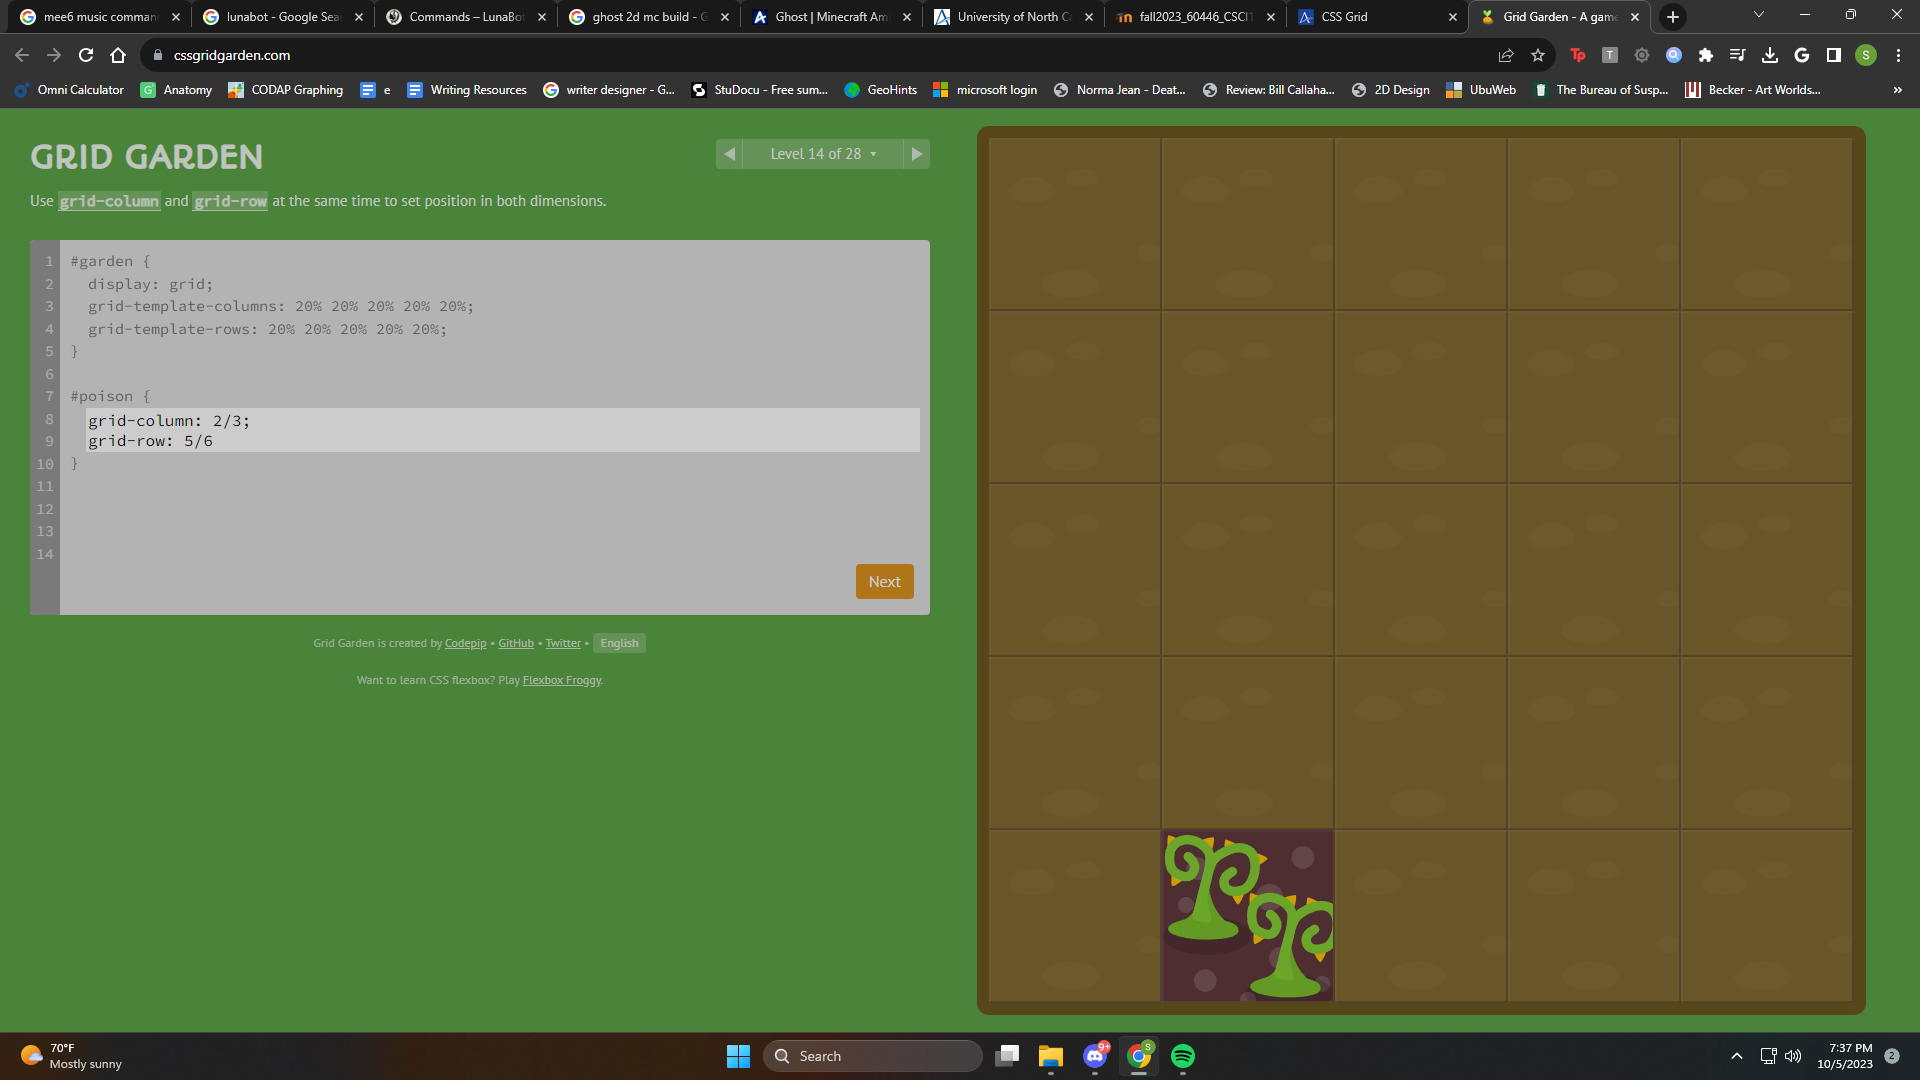 mee6 music comman
lunabot - Google Sea
Commands – LunaBo
ghost 2d mc build - G
Ghost | Minecraft Am
University of North Ca
fall2023_60446_CSCI1
CSS Grid
Grid Garden - A game
cssgridgarden.com
Omni Calculator
Anatomy
CODAP Graphing
e
Writing Resources
writer designer - G...
StuDocu - Free sum...
GeoHints
microsoft login
Norma Jean - Deat...
Review: Bill Callaha...
2D Design
UbuWeb
The Bureau of Susp...
Becker - Art Worlds...
»
GRID GARDEN
Level 14 of 28
Use grid-column and grid-row at the same time to set position in both dimensions.
1 #garden {
2 display: grid;
3 grid-template-columns: 20% 20% 20% 20% 20%;
4 grid-template-rows: 20% 20% 20% 20% 20%;
5 }
6
7 #poison {
8 grid-column: 2/3;
9 grid-row: 5/6
10 }
11
12
13
14
Next
Grid Garden is created by Codepip • GitHub • Twitter • English
Want to learn CSS flexbox? Play Flexbox Froggy.
70°F
Mostly sunny
Search
9+
S
7:37 PM
10/5/2023
2